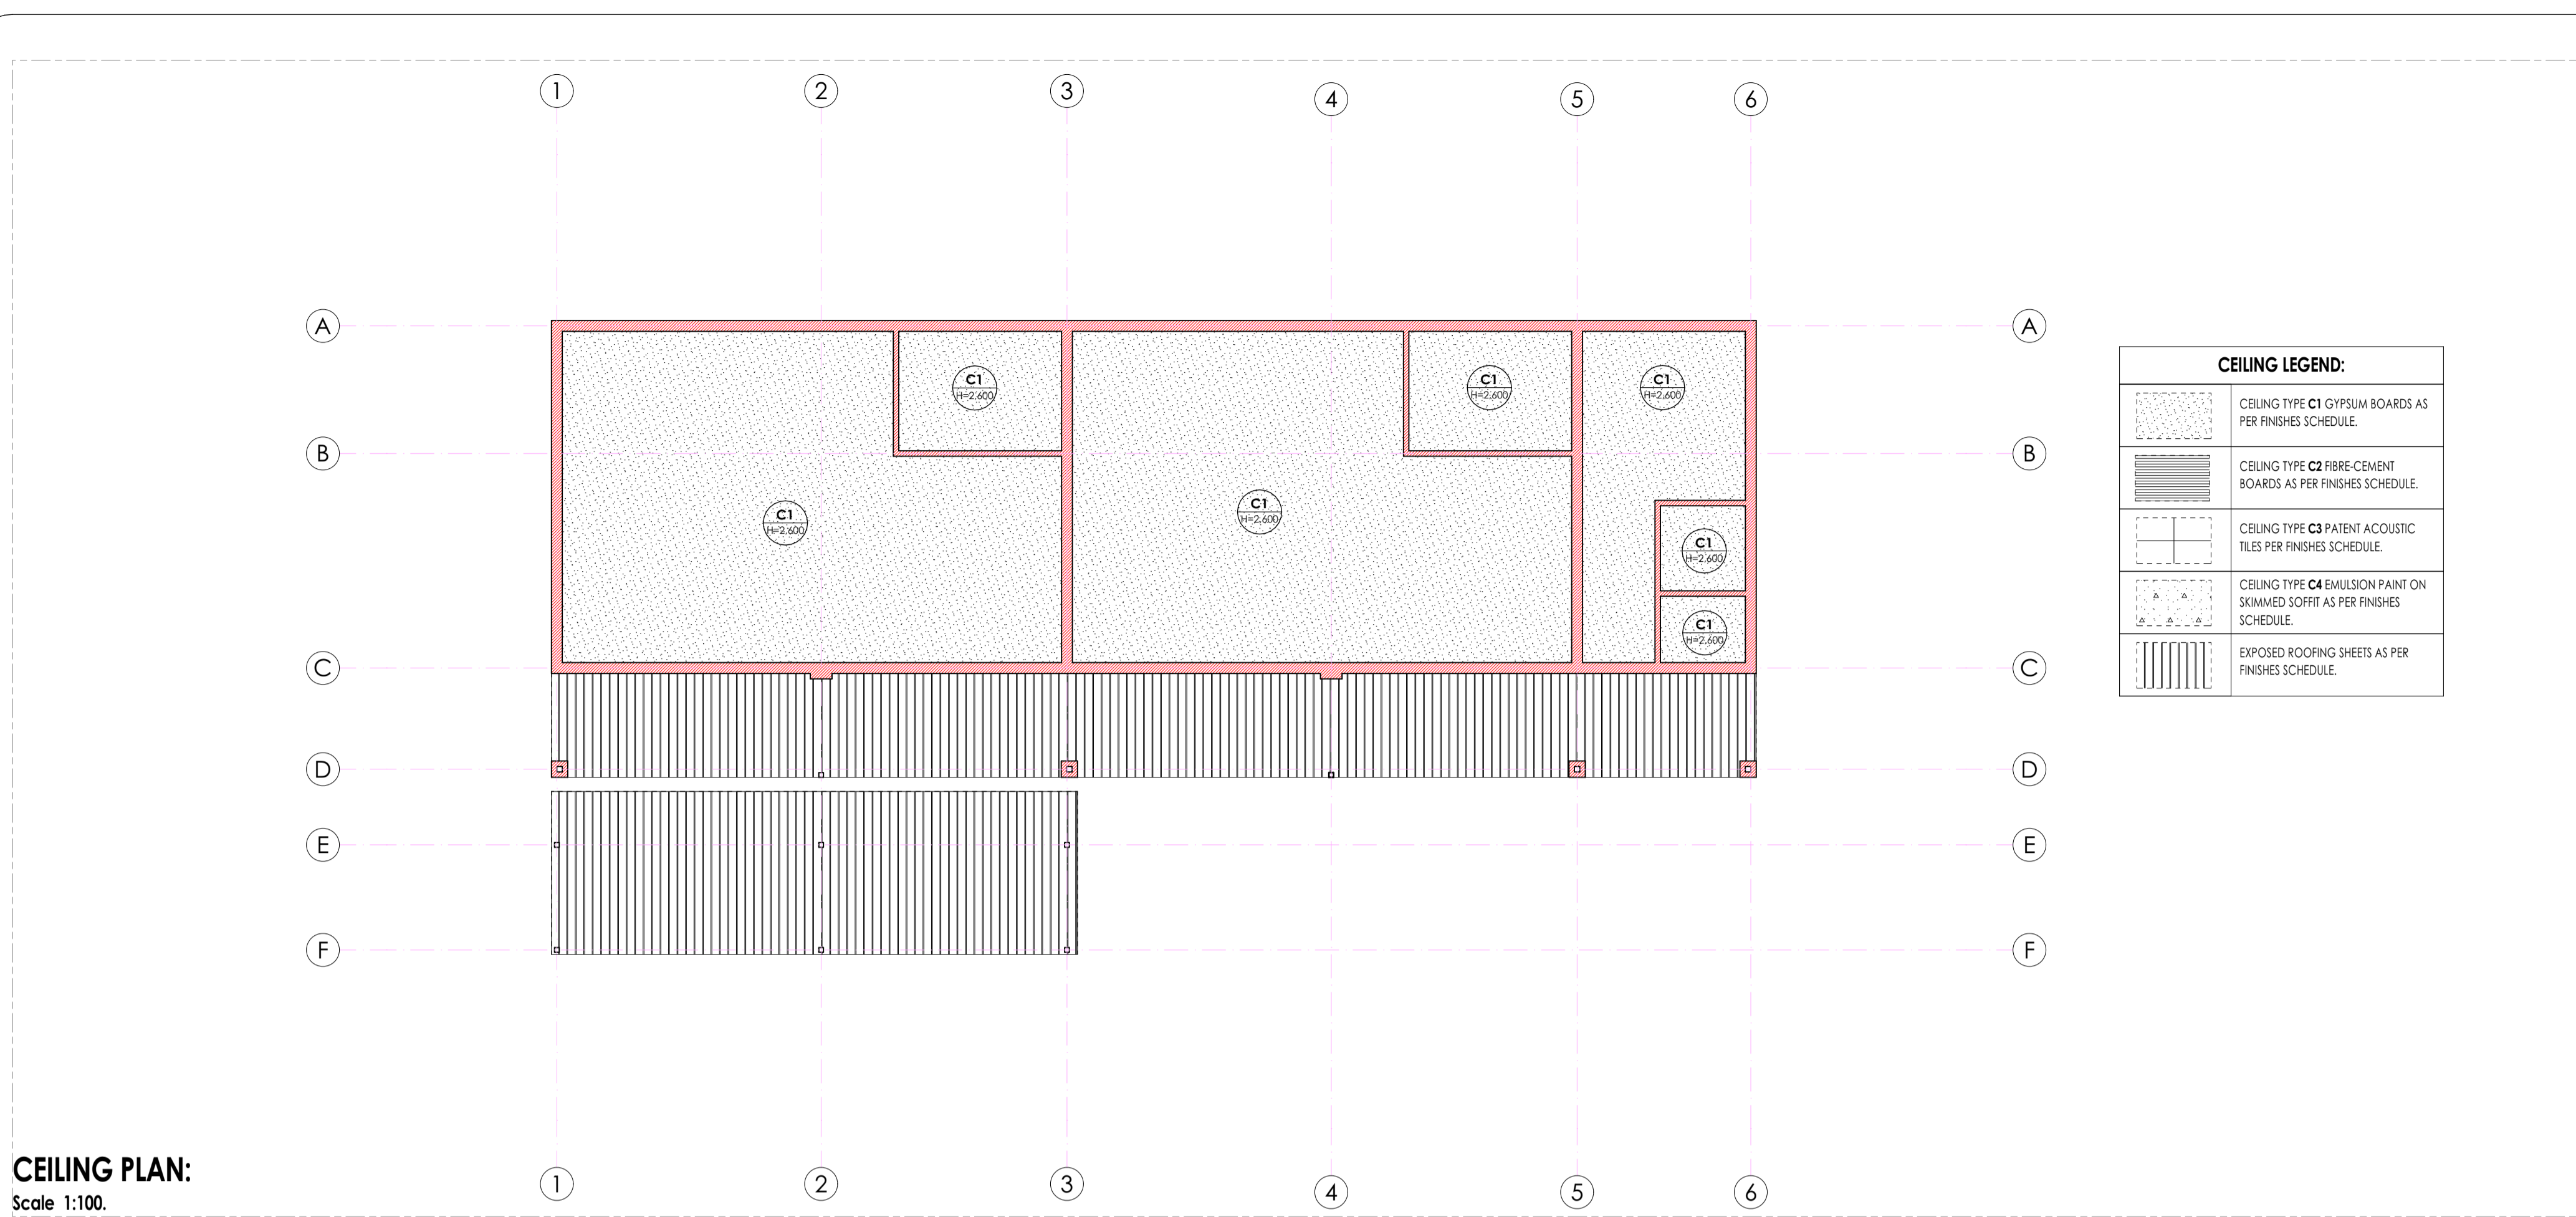 1 2 3 4 5 6
A A
C1
H=2.600
C1
H=2.600
C1
H=2.600
B B
C1
H=2.600
C1
H=2.600
C1
H=2.600
C1
H=2.600
C C
D D
E E
F F
1 2 3 4 5 6
CEILING LEGEND:
CEILING TYPE C1 GYPSUM BOARDS AS
PER FINISHES SCHEDULE.
CEILING TYPE C2 FIBRE-CEMENT
BOARDS AS PER FINISHES SCHEDULE.
CEILING TYPE C3 PATENT ACOUSTIC
TILES PER FINISHES SCHEDULE.
CEILING TYPE C4 EMULSION PAINT ON
SKIMMED SOFFIT AS PER FINISHES
SCHEDULE.
EXPOSED ROOFING SHEETS AS PER
FINISHES SCHEDULE.
CEILING PLAN:
Scale 1:100.